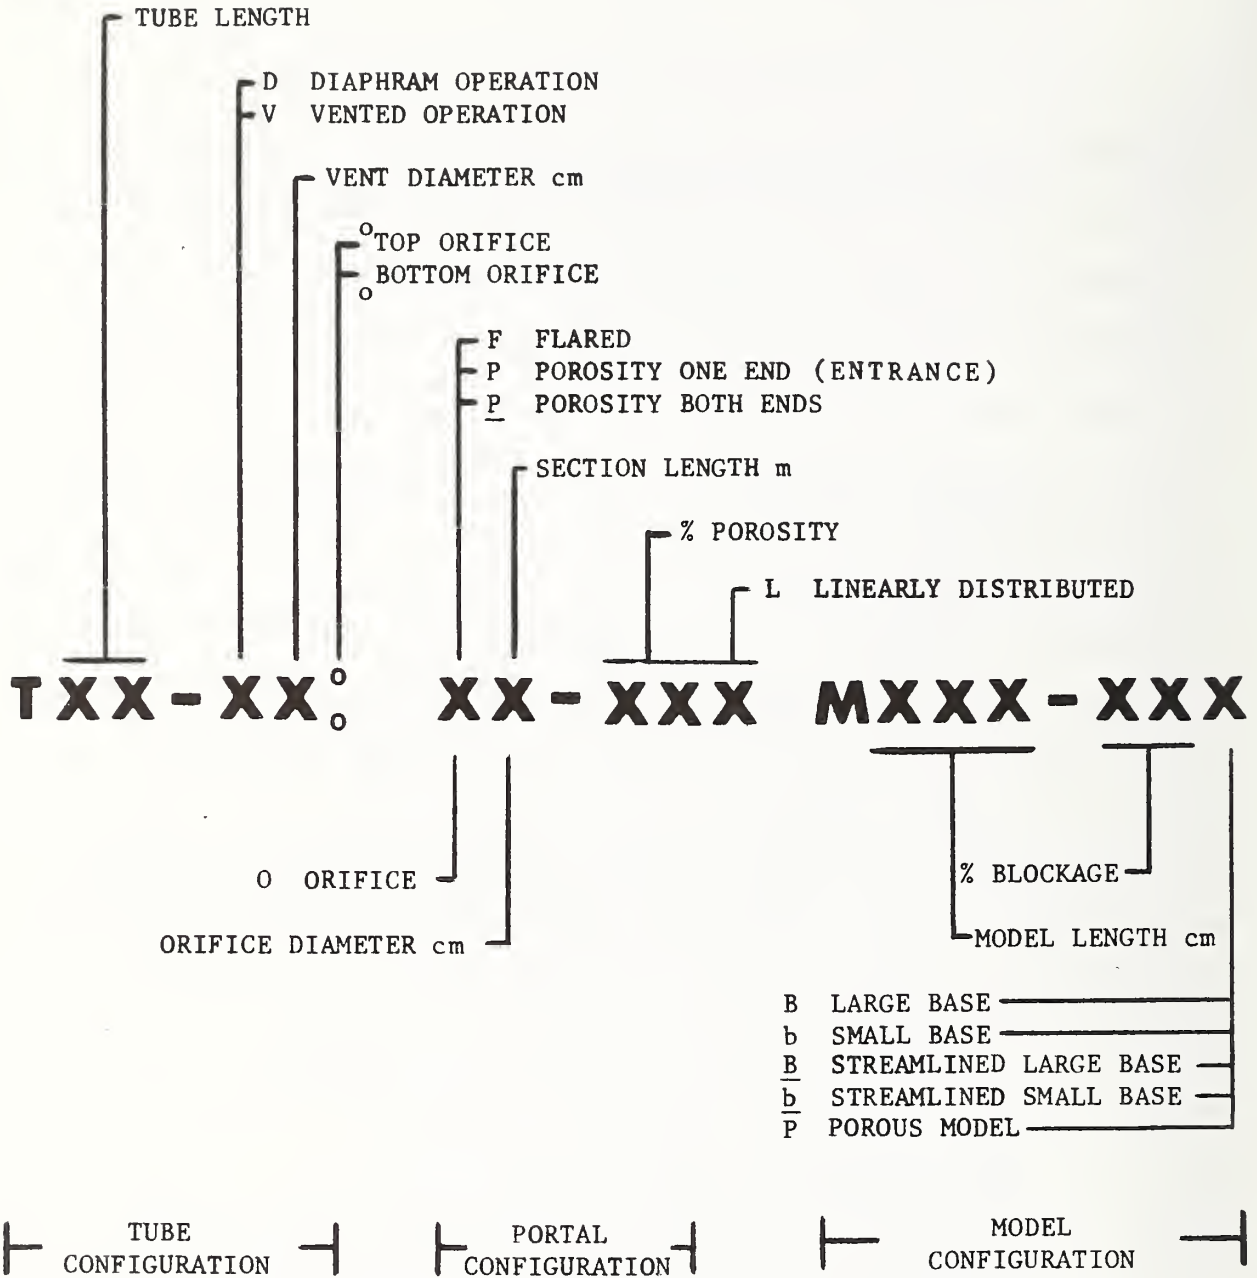 TUBE LENGTH
D DIAPHRAM OPERATION
V VENTED OPERATION
VENT DIAMETER cm
o TOP ORIFICE
BOTTOM ORIFICE
o
F FLARED
P POROSITY ONE END (ENTRANCE)
P POROSITY BOTH ENDS
SECTION LENGTH m
% POROSITY
L LINEARLY DISTRIBUTED
TXX-XX o o XX-XXX MXXX-XXX
O ORIFICE
ORIFICE DIAMETER cm
% BLOCKAGE
MODEL LENGTH cm
B LARGE BASE
b SMALL BASE
B STREAMLINED LARGE BASE
b STREAMLINED SMALL BASE
P POROUS MODEL
TUBE
CONFIGURATION
PORTAL
CONFIGURATION
MODEL
CONFIGURATION